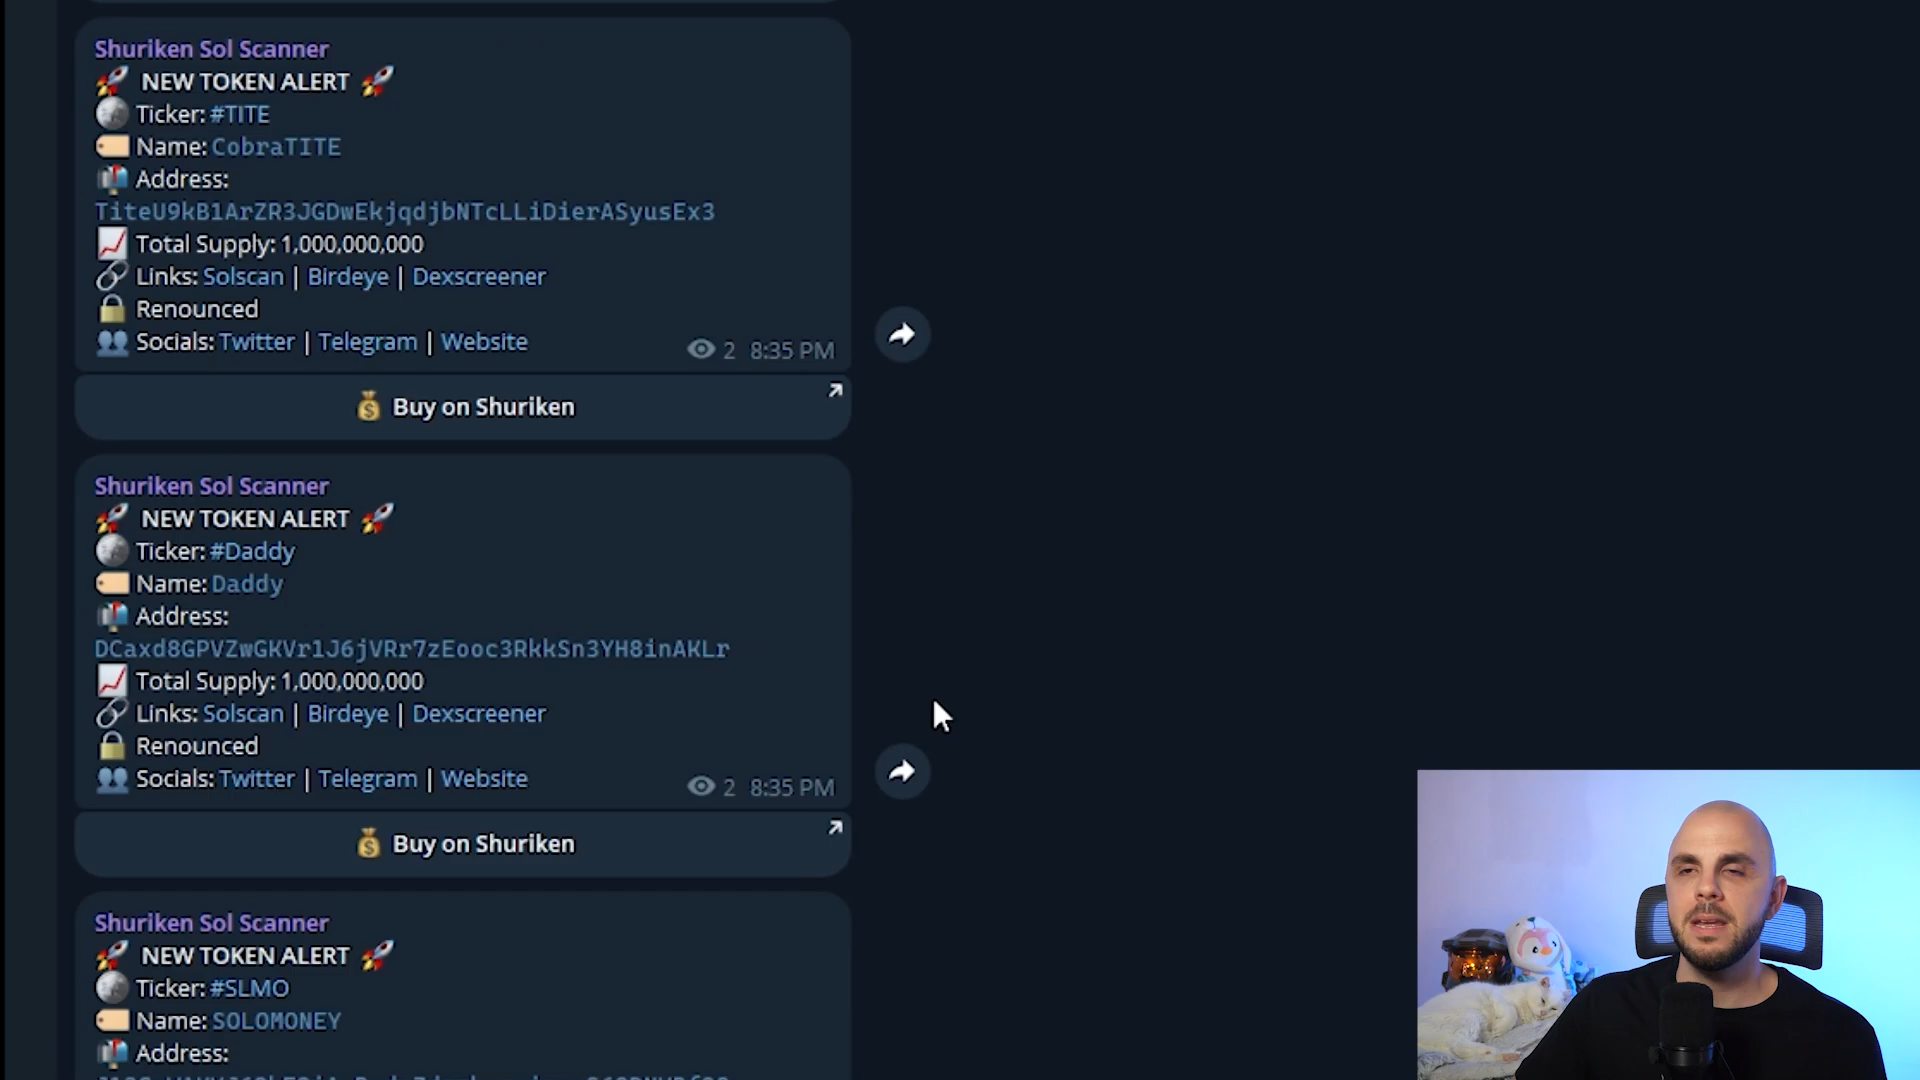 Shuriken Sol Scanner
🚀 NEW TOKEN ALERT 🚀
Ticker: #TITE
Name: CobraTITE
Address:
TiteU9kB1ArZR3JGDwEkjqdjbNTcLLiDierASyusEx3
Total Supply: 1,000,000,000
Links: Solscan | Birdeye | Dexscreener
Renounced
Socials: Twitter | Telegram | Website 2 8:35 PM
Buy on Shuriken
Shuriken Sol Scanner
🚀 NEW TOKEN ALERT 🚀
Ticker: #Daddy
Name: Daddy
Address:
DCaxd8GPVZwGKVr1J6jVRr7zEooc3RkkSn3YH8inAKLr
Total Supply: 1,000,000,000
Links: Solscan | Birdeye | Dexscreener
Renounced
Socials: Twitter | Telegram | Website 2 8:35 PM
Buy on Shuriken
Shuriken Sol Scanner
🚀 NEW TOKEN ALERT 🚀
Ticker: #SLMO
Name: SOLOMONEY
Address: